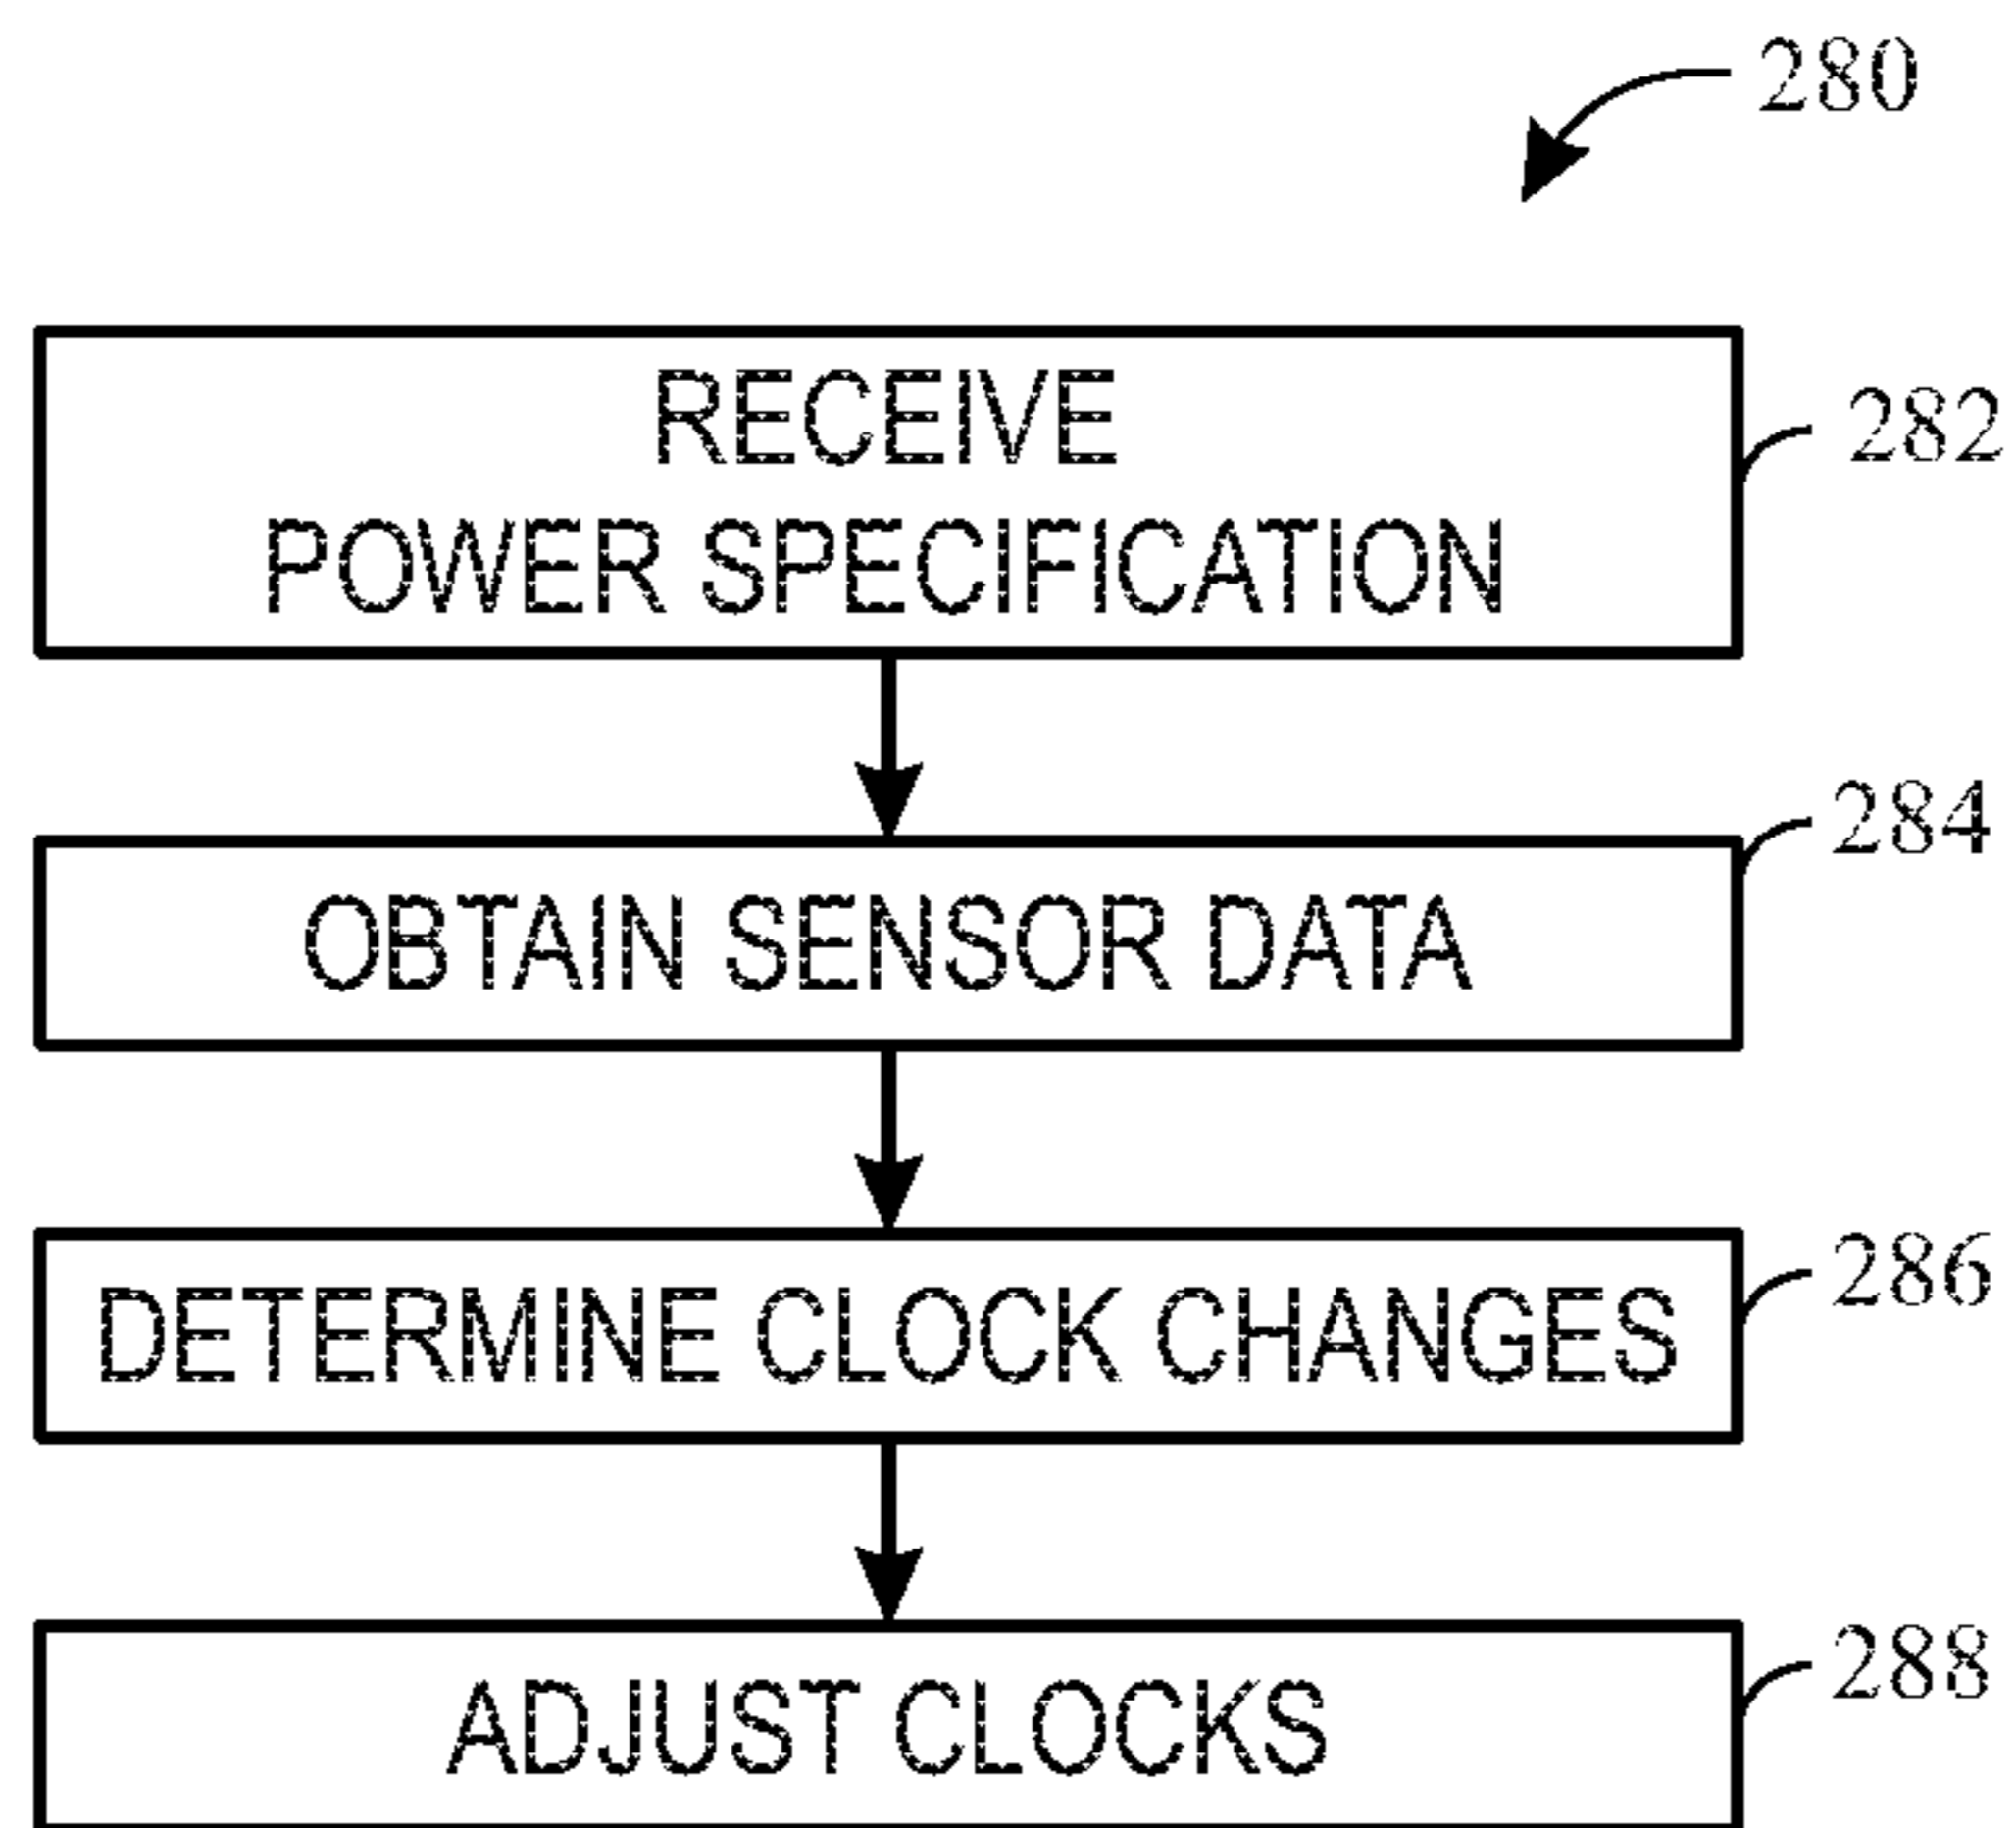 280
RECEIVE
POWER SPECIFICATION
282
OBTAIN SENSOR DATA
284
DETERMINE CLOCK CHANGES
286
ADJUST CLOCKS
288